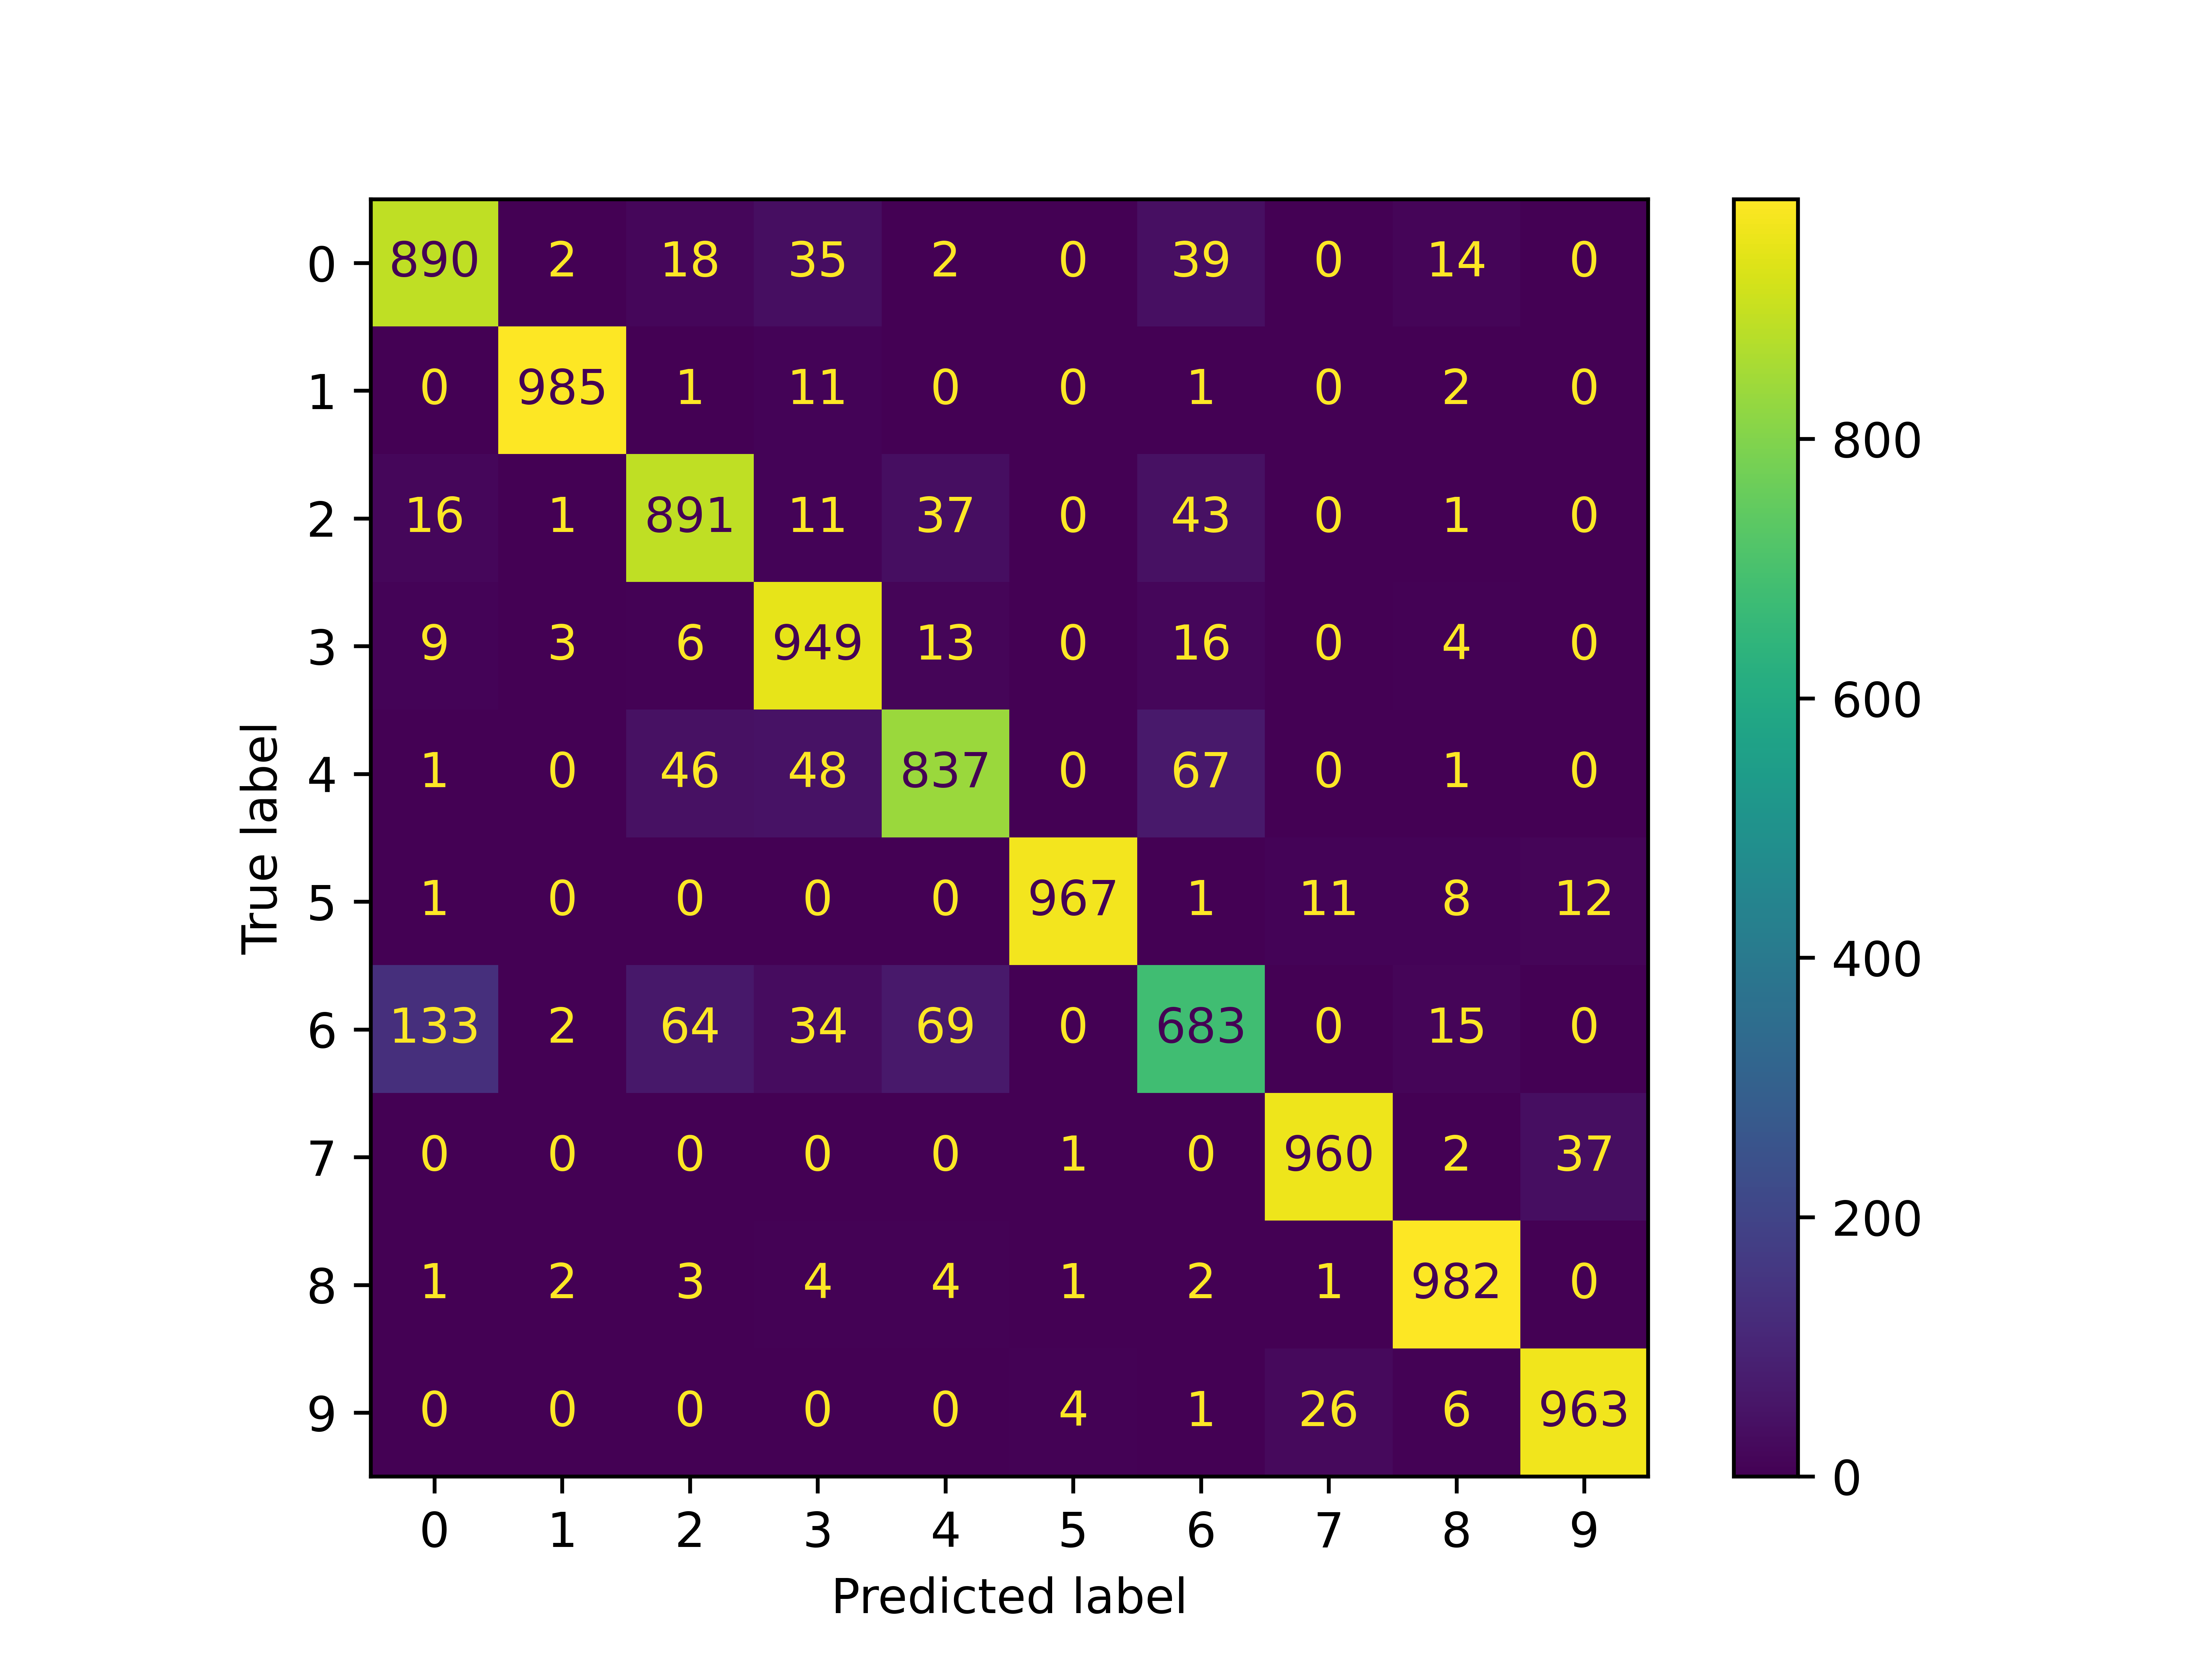 0 890 2 18 35 2 0 39 0 14 0
1 0 985 1 11 0 0 1 0 2 0
800
2 16 1 891 11 37 0 43 0 1 0
3 9 3 6 949 13 0 16 0 4 0
600
4 1 0 46 48 837 0 67 0 1 0
True label
5 1 0 0 0 0 967 1 11 8 12
400
6 133 2 64 34 69 0 683 0 15 0
7 0 0 0 0 0 1 0 960 2 37
200
8 1 2 3 4 4 1 2 1 982 0
9 0 0 0 0 0 4 1 26 6 963
0
0 1 2 3 4 5 6 7 8 9
Predicted label